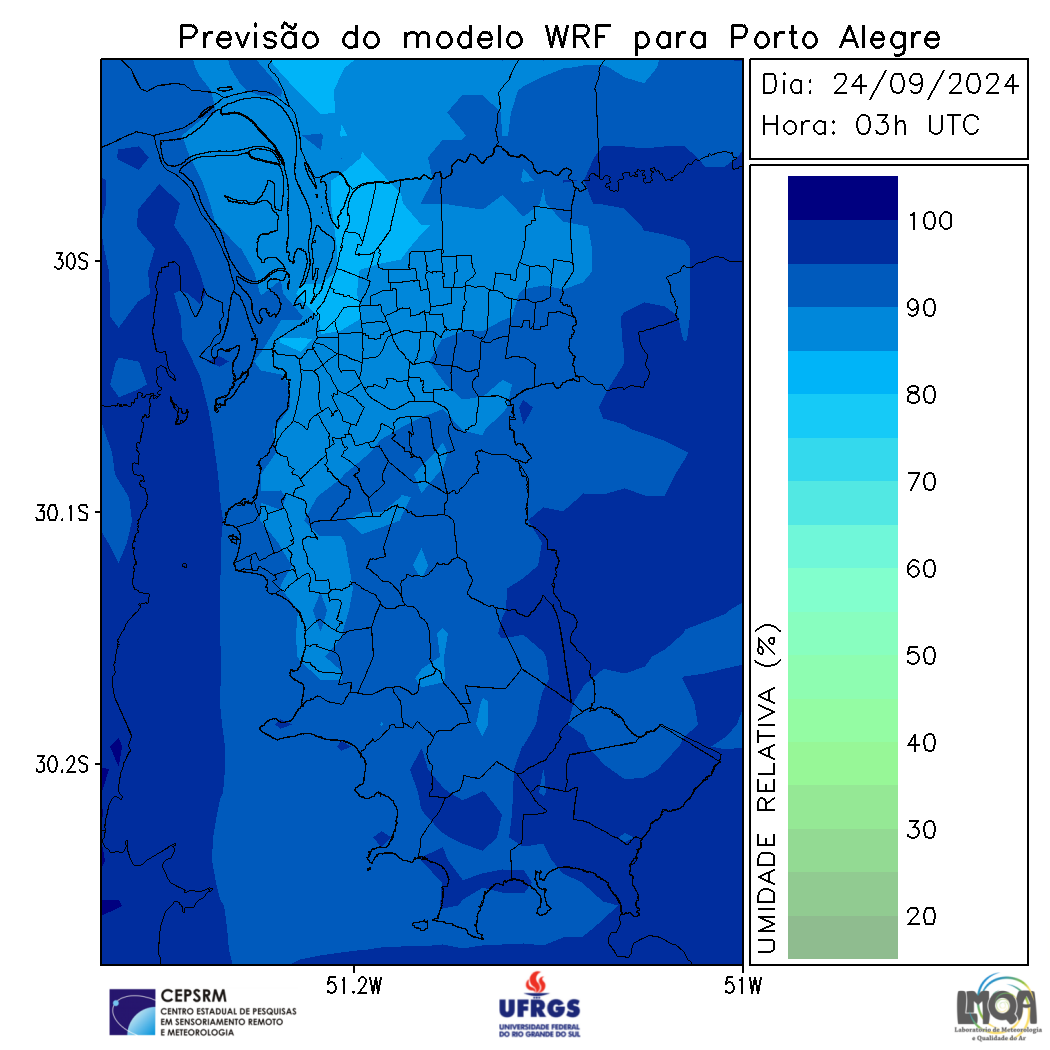 Previsão do modelo WRF para Porto Alegre
Dia: 24/09/2024
Hora: 03h UTC
30S
30.1S
30.2S
51.2W
51W
100
90
80
70
60
50
40
30
20
UMIDADE RELATIVA (%)
CEPSRM
CENTRO ESTADUAL DE PESQUISAS
EM SENSORIAMENTO REMOTO
E METEOROLOGIA
UFRGS
UNIVERSIDADE FEDERAL
DO RIO GRANDE DO SUL
LMQA
Laboratório de Meteorologia
e Qualidade do Ar